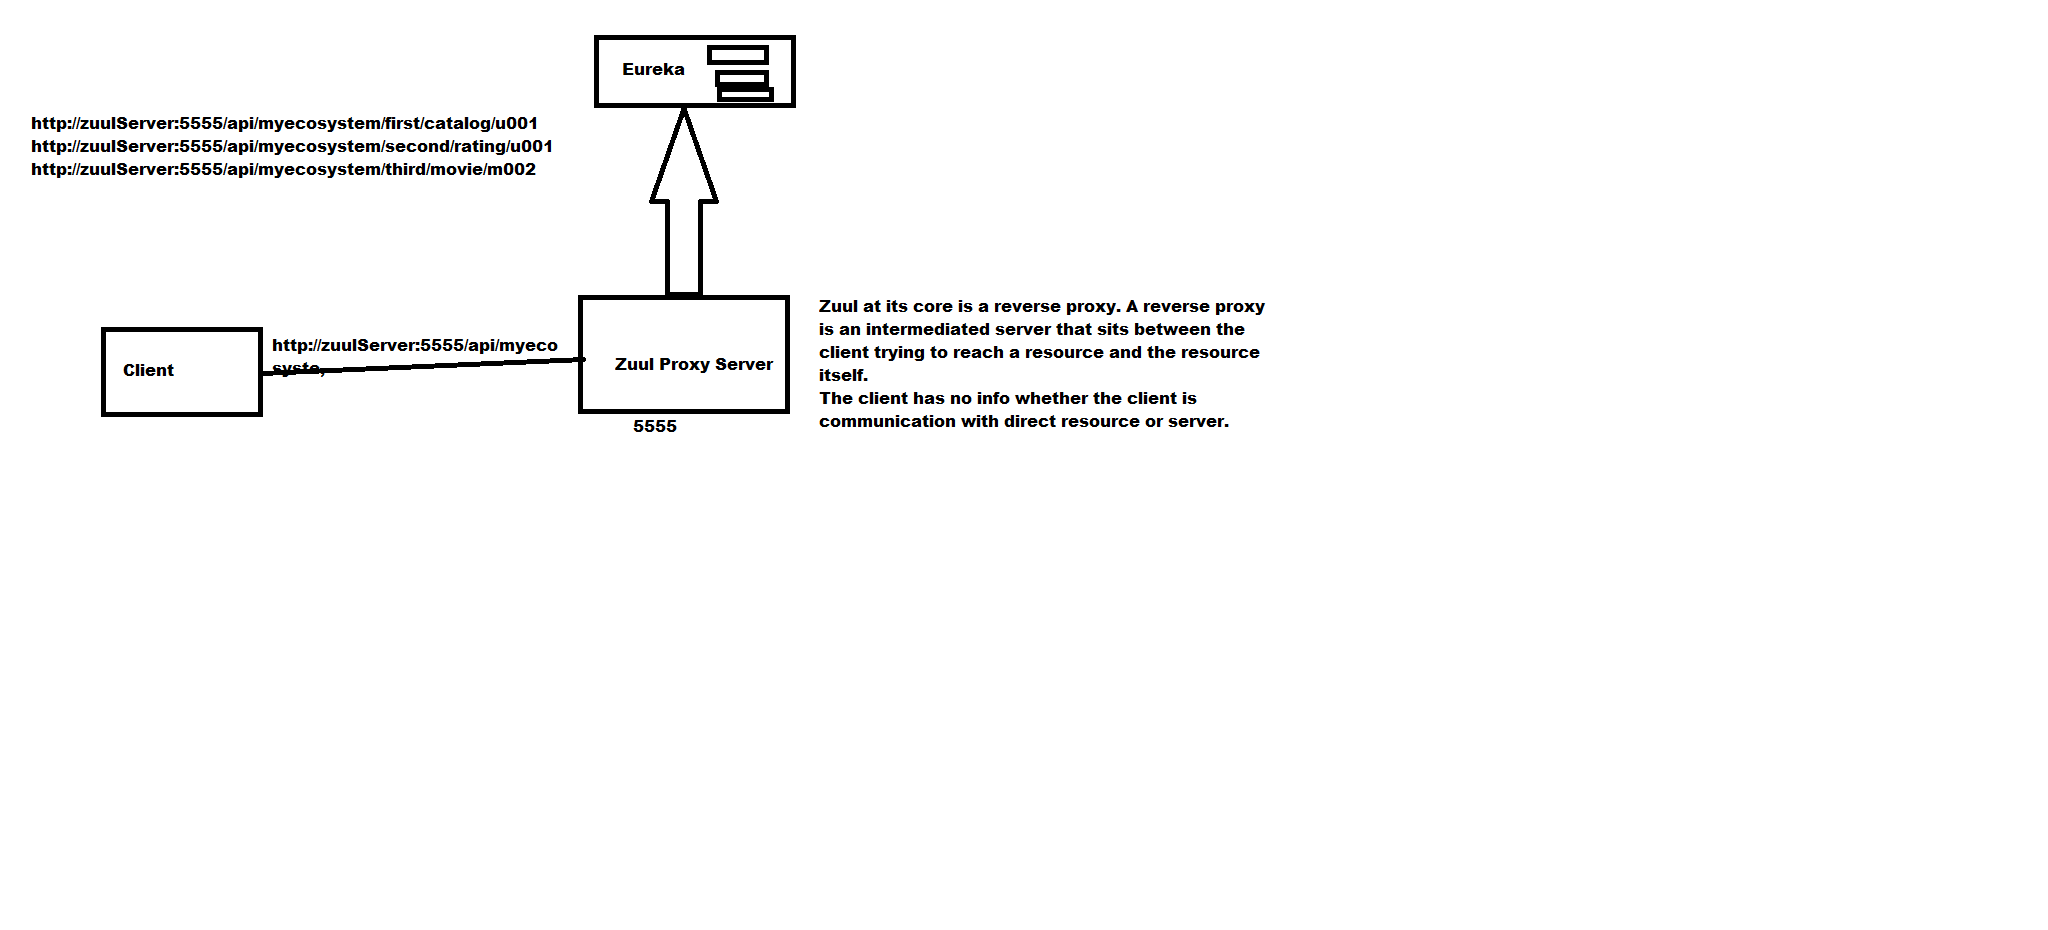 Eureka
http://zuulServer:5555/api/myecosystem/first/catalog/u001
http://zuulServer:5555/api/myecosystem/second/rating/u001
http://zuulServer:5555/api/myecosystem/third/movie/m002
Client
http://zuulServer:5555/api/myeco
syste,
Zuul Proxy Server
5555
Zuul at its core is a reverse proxy. A reverse proxy
is an intermediated server that sits between the
client trying to reach a resource and the resource
itself.
The client has no info whether the client is
communication with direct resource or server.